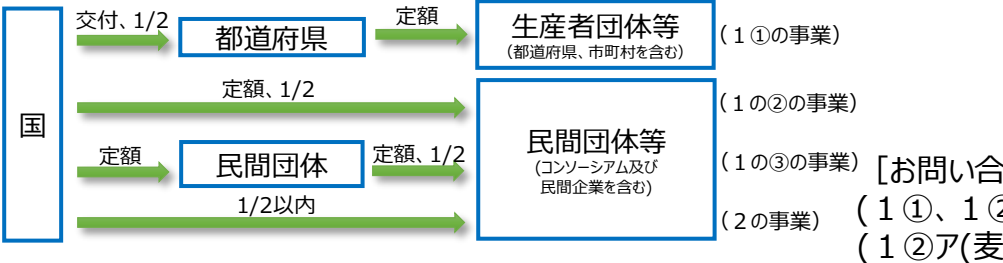 国
交付、1/2
都道府県
定額
生産者団体等
(都道府県、市町村を含む)
(1①の事業)
定額、1/2
(1の②の事業)
定額
民間団体
定額、1/2
民間団体等
(コンソーシアム及び
民間企業を含む)
(1の③の事業)
1/2以内
(2の事業)
[お問い合
(1①、1②
(1②ア(麦